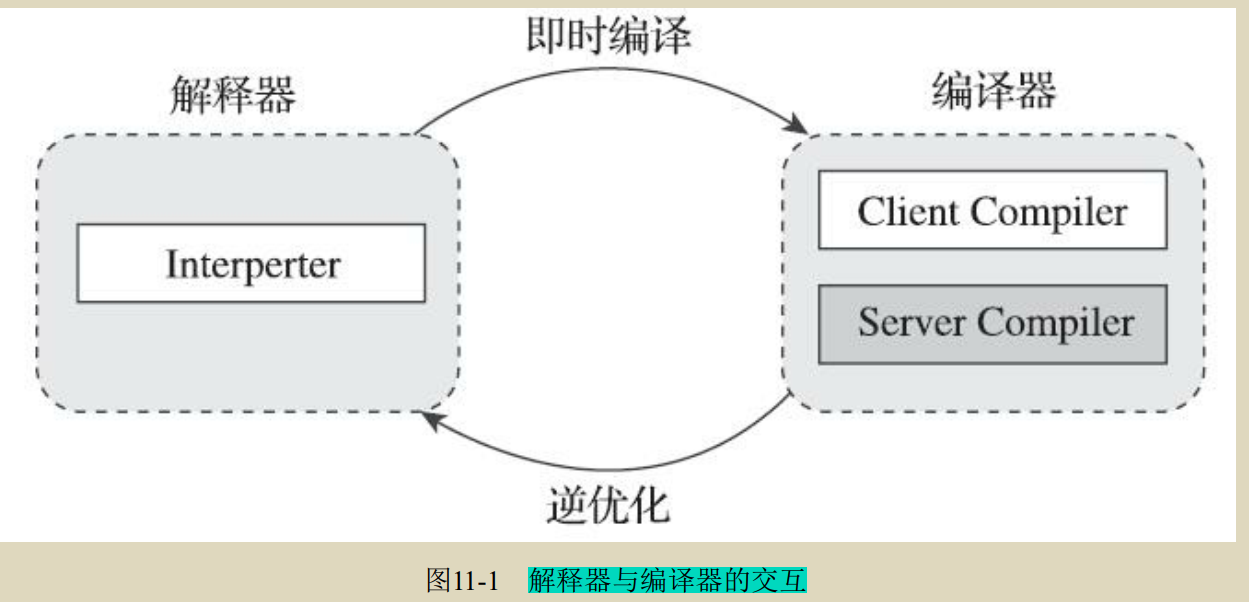 即时编译
解释器
编译器
Interperter
Client Compiler
Server Compiler
逆优化
图11-1 解释器与编译器的交互